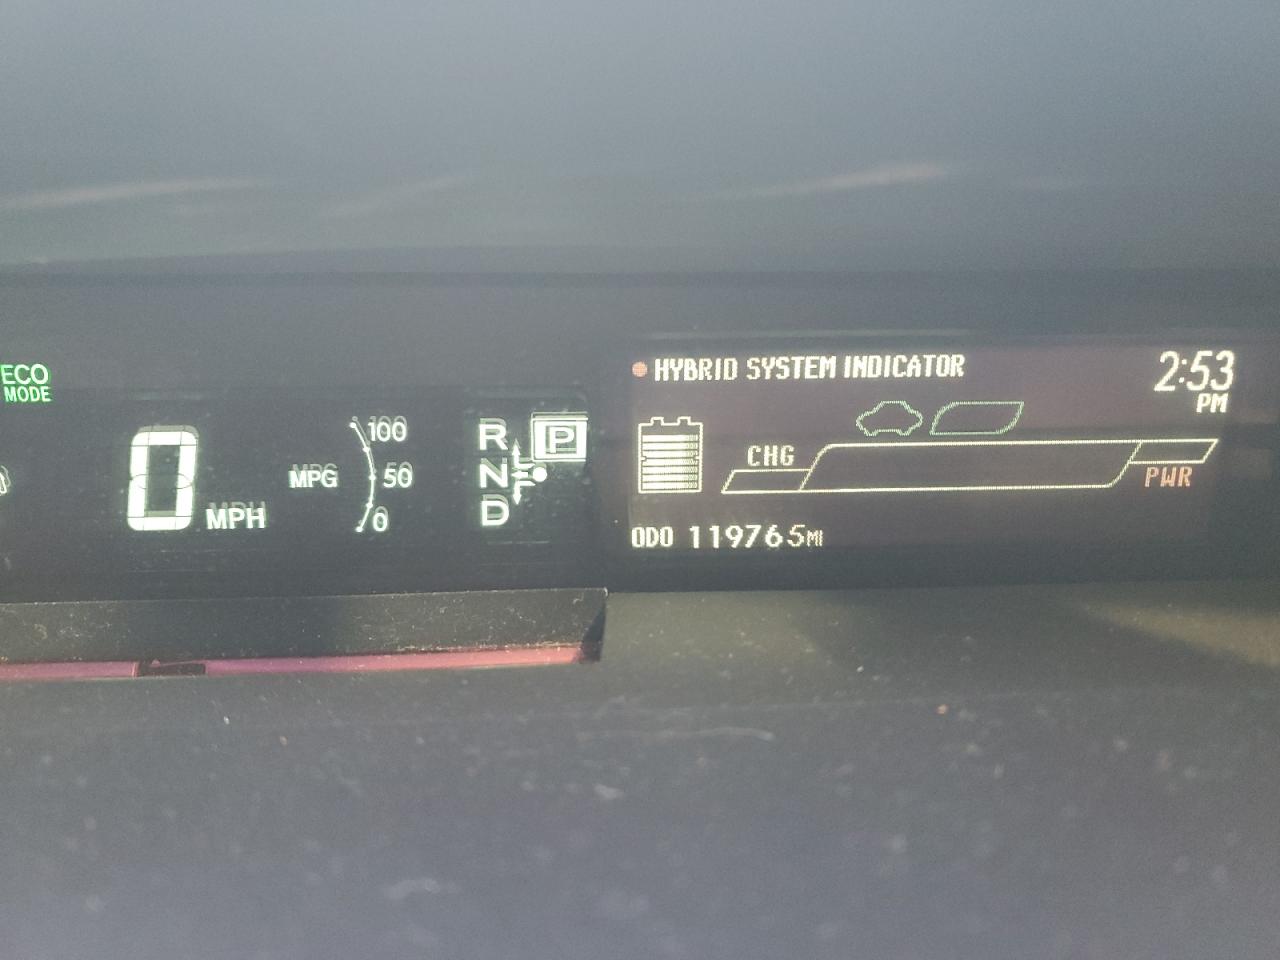 ECO
MODE
0 MPH
MPG
100
50
0
R
N
D
P
HYBRID SYSTEM INDICATOR
2:53
PM
CHG
PWR
ODO 119765MI